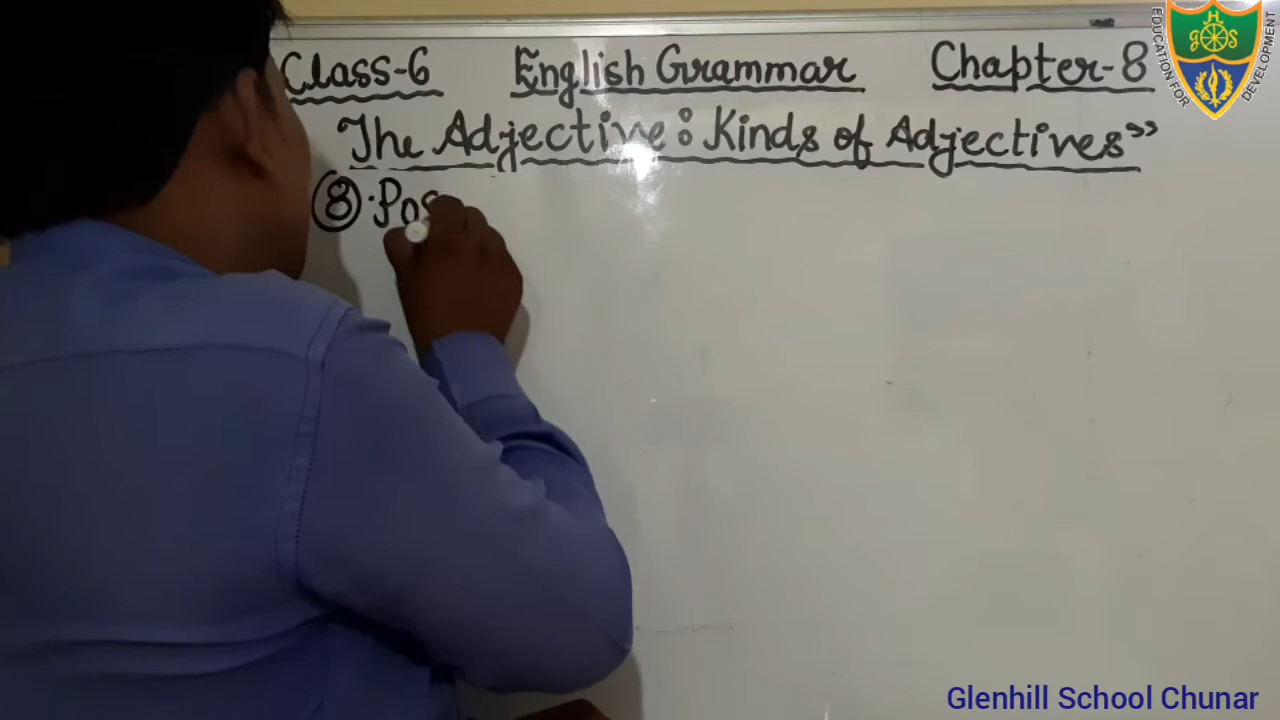 Class-6 English Grammar Chapter-8
The Adjective: Kinds of Adjectives”
8. Pos
EDUCATION FOR DEVELOPMENT
G H S
Glenhill School Chunar